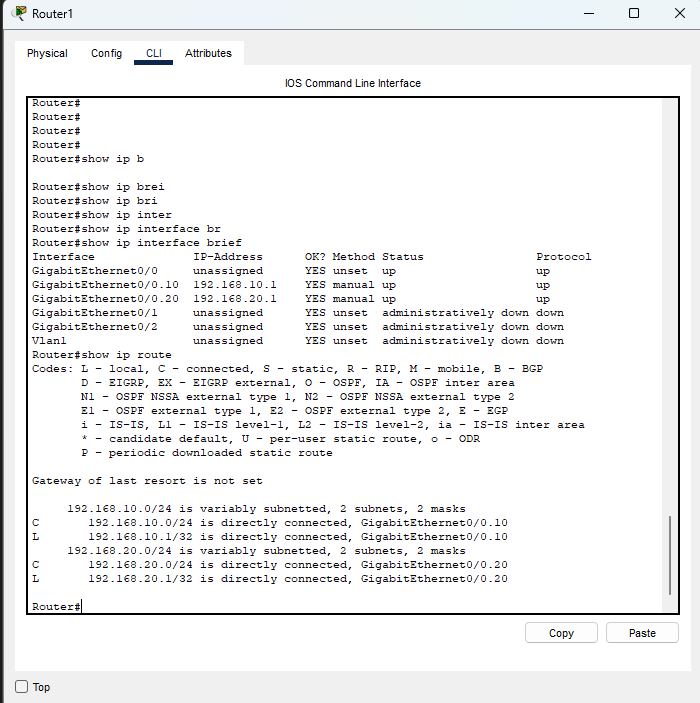 Router1
Physical Config CLI Attributes
IOS Command Line Interface
Router#
Router#
Router#
Router#
Router#show ip b
Router#show ip brei
Router#show ip bri
Router#show ip inter
Router#show ip interface br
Router#show ip interface brief
Interface IP-Address OK? Method Status Protocol
GigabitEthernet0/0 unassigned YES unset up up
GigabitEthernet0/0.10 192.168.10.1 YES manual up up
GigabitEthernet0/0.20 192.168.20.1 YES manual up up
GigabitEthernet0/1 unassigned YES unset administratively down down
GigabitEthernet0/2 unassigned YES unset administratively down down
Vlan1 unassigned YES unset administratively down down
Router#show ip route
Codes: L - local, C - connected, S - static, R - RIP, M - mobile, B - BGP
D - EIGRP, EX - EIGRP external, O - OSPF, IA - OSPF inter area
N1 - OSPF NSSA external type 1, N2 - OSPF NSSA external type 2
E1 - OSPF external type 1, E2 - OSPF external type 2, E - EGP
i - IS-IS, L1 - IS-IS level-1, L2 - IS-IS level-2, ia - IS-IS inter area
* - candidate default, U - per-user static route, o - ODR
P - periodic downloaded static route
Gateway of last resort is not set
192.168.10.0/24 is variably subnetted, 2 subnets, 2 masks
C 192.168.10.0/24 is directly connected, GigabitEthernet0/0.10
L 192.168.10.1/32 is directly connected, GigabitEthernet0/0.10
192.168.20.0/24 is variably subnetted, 2 subnets, 2 masks
C 192.168.20.0/24 is directly connected, GigabitEthernet0/0.20
L 192.168.20.1/32 is directly connected, GigabitEthernet0/0.20
Router#
Copy Paste
Top